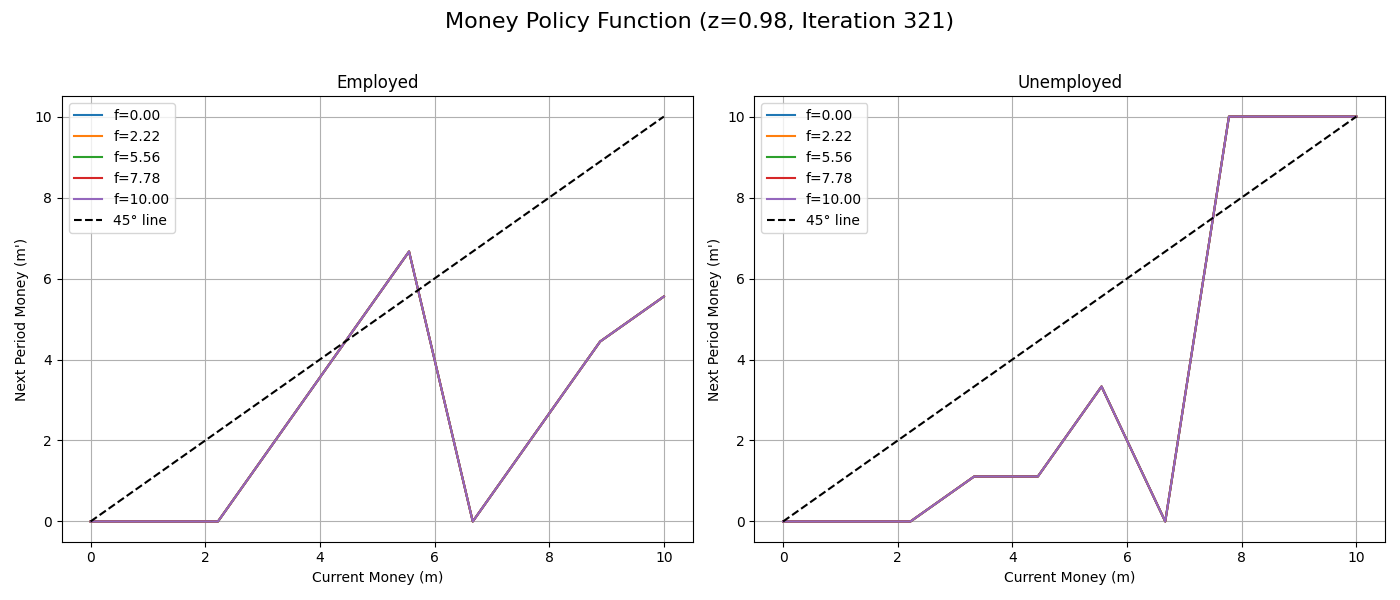 Money Policy Function (z=0.98, Iteration 321)
Employed
f=0.00
f=2.22
f=5.56
f=7.78
f=10.00
45° line
10
8
6
4
2
0
Next Period Money (m')
0 2 4 6 8 10
Current Money (m)
Unemployed
f=0.00
f=2.22
f=5.56
f=7.78
f=10.00
45° line
10
8
6
4
2
0
Next Period Money (m')
0 2 4 6 8 10
Current Money (m)